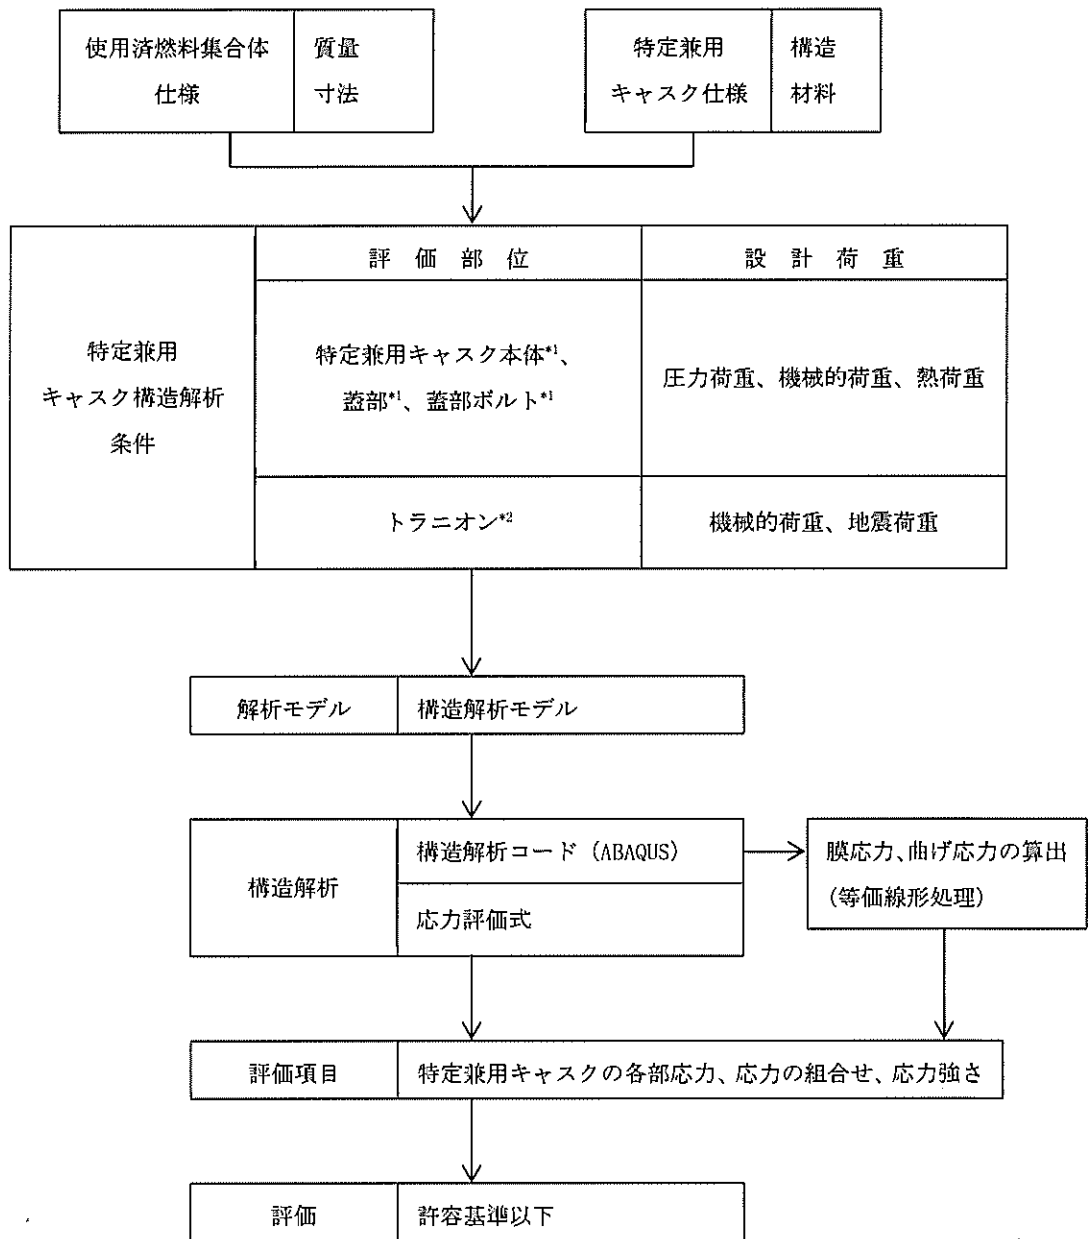 使用済燃料集合体
仕様
質量
寸法
特定兼用
キャスク仕様
構造
材料
特定兼用
キャスク構造解析
条件
評 価 部 位
設 計 荷 重
特定兼用キャスク本体*1、
蓋部*1、蓋部ボルト*1
圧力荷重、機械的荷重、熱荷重
トラニオン*2
機械的荷重、地震荷重
解析モデル
構造解析モデル
構造解析
構造解析コード (ABAQUS)
応力評価式
膜応力、曲げ応力の算出
(等価線形処理)
評価項目
特定兼用キャスクの各部応力、応力の組合せ、応力強さ
評価
許容基準以下